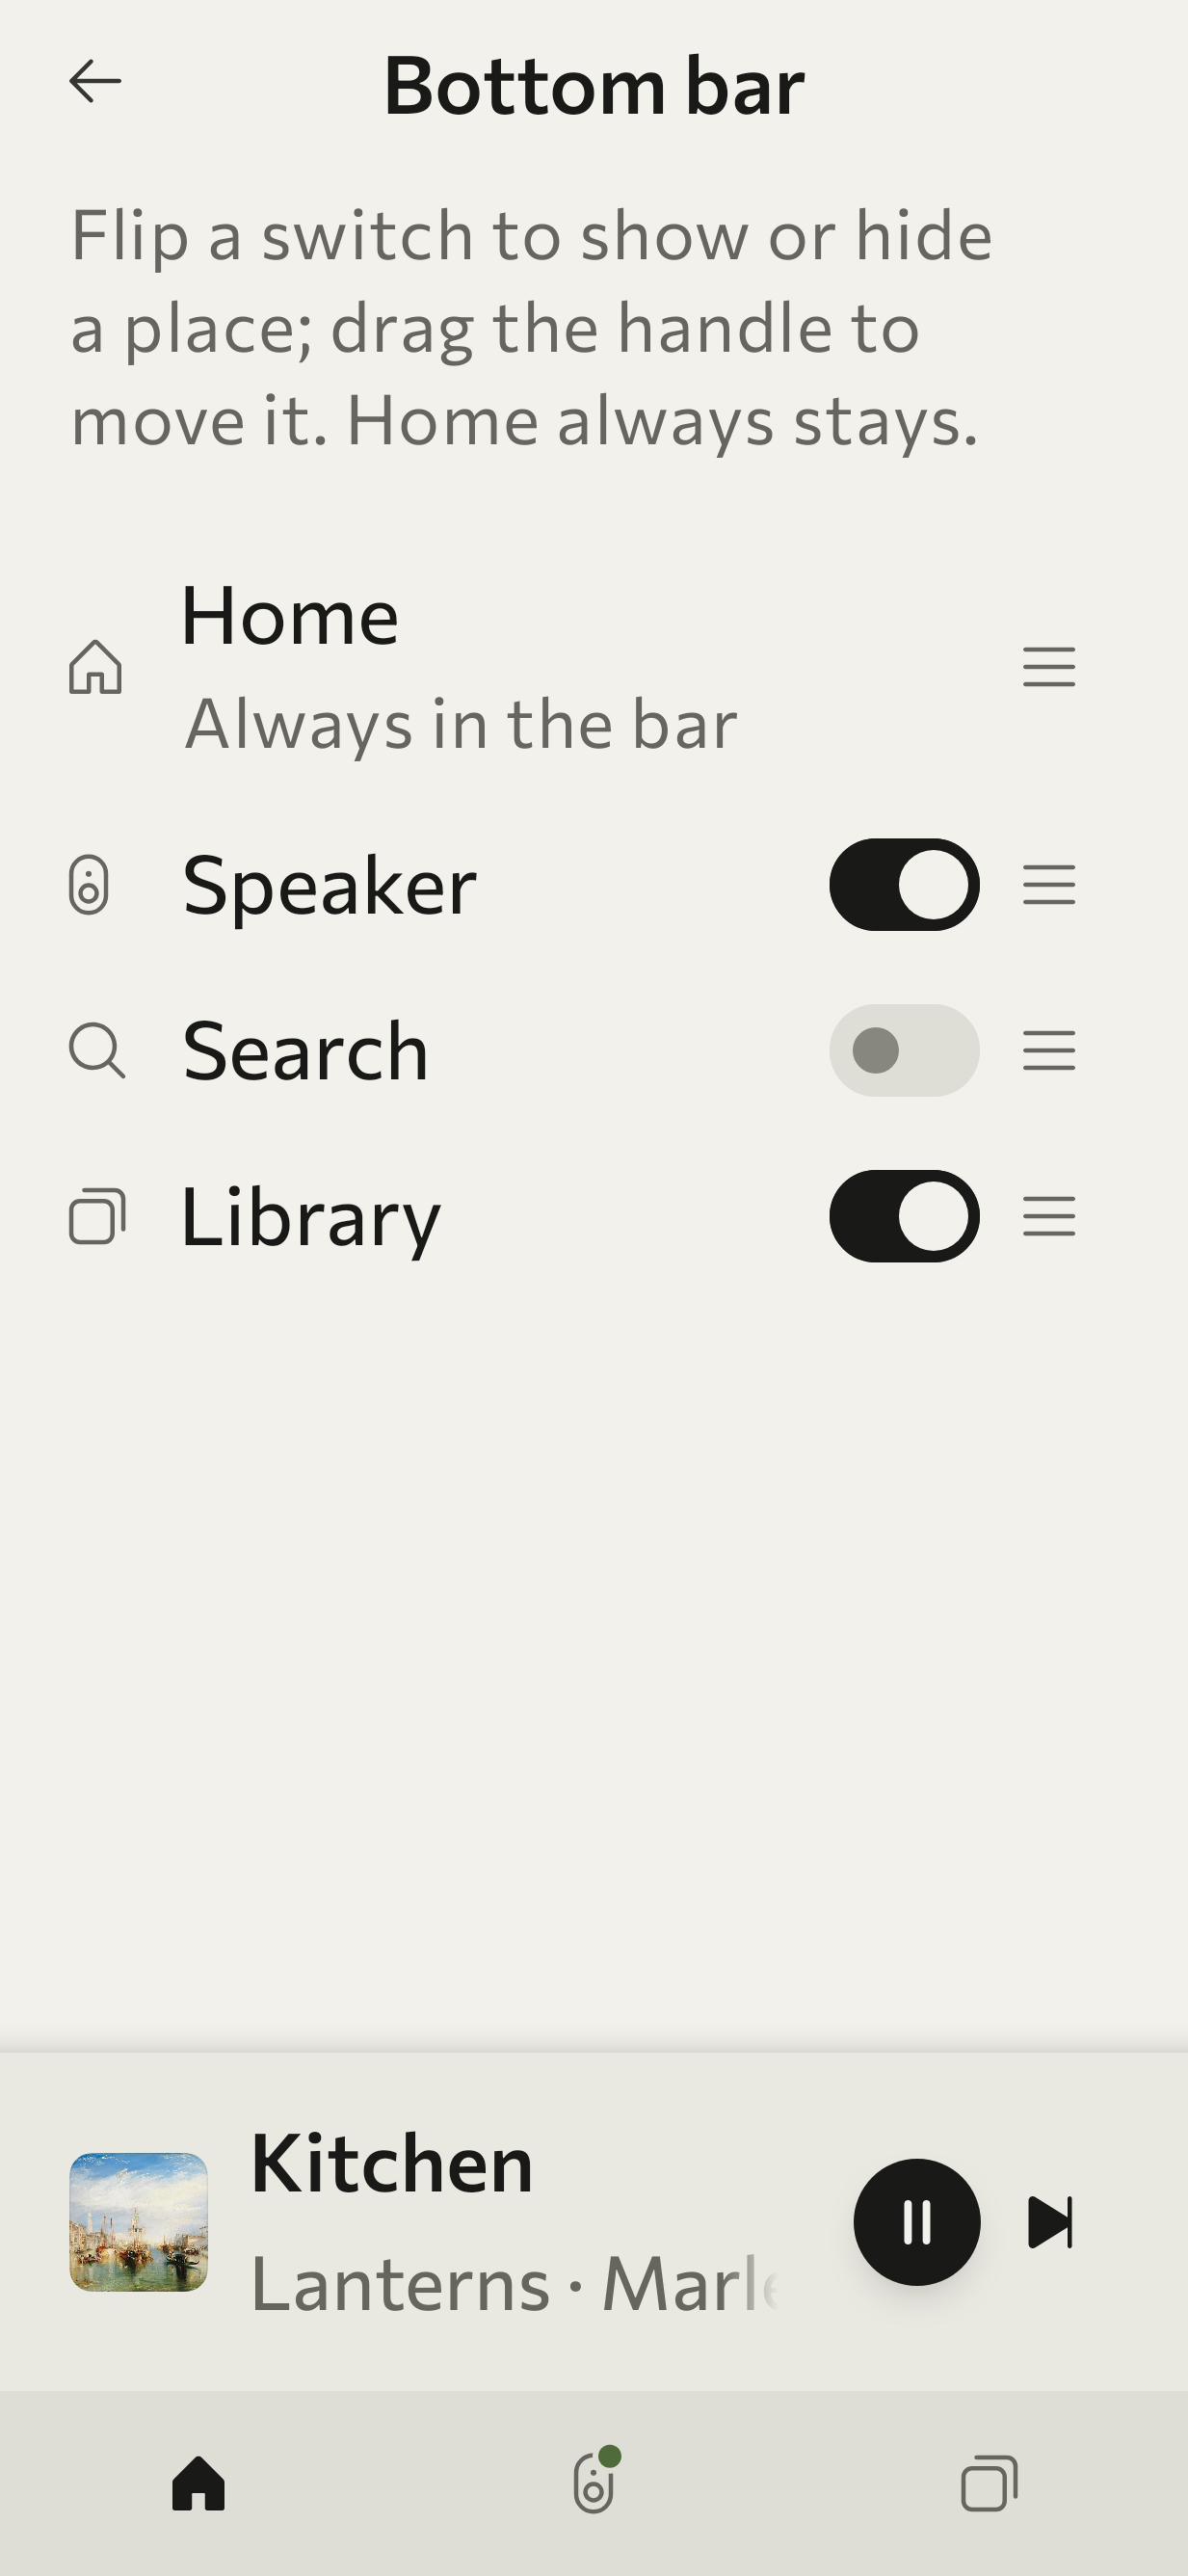 Bottom bar
Flip a switch to show or hide
a place; drag the handle to
move it. Home always stays.
Home
Always in the bar
Speaker
Search
Library
Kitchen
Lanterns ·